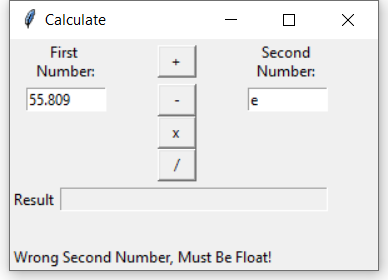 Calculate
First
Number:
Second
Number:
+
55.809
-
e
x
/
Result
Wrong Second Number, Must Be Float!